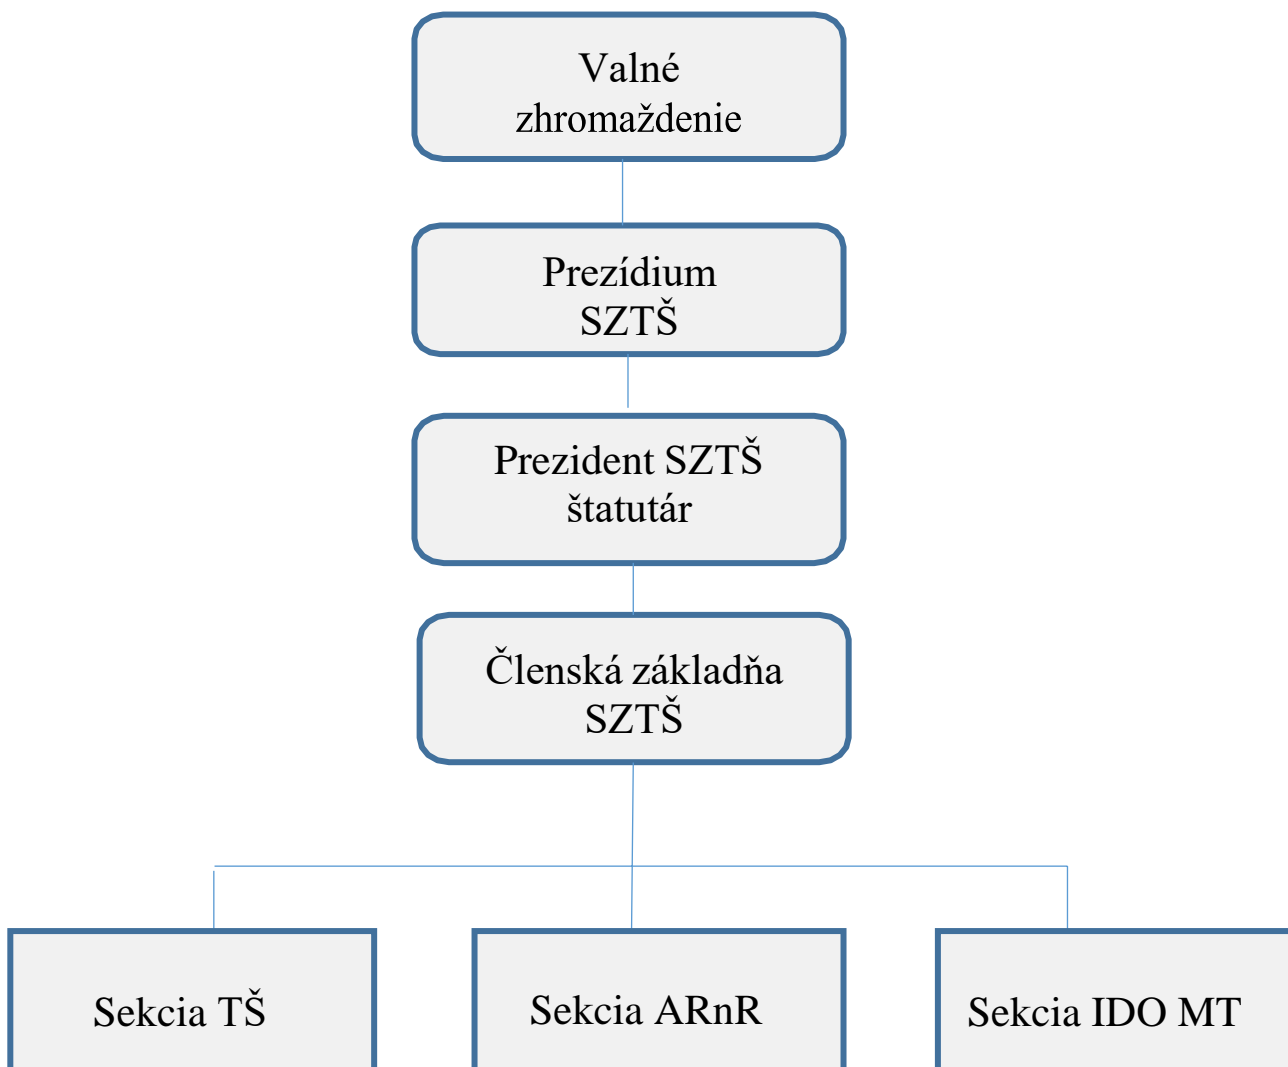 Valné
zhromaždenie
Prezídium
SZTŠ
Prezident SZTŠ
štatutár
Členská základňa
SZTŠ
Sekcia TŠ
Sekcia ARnR
Sekcia IDO MT